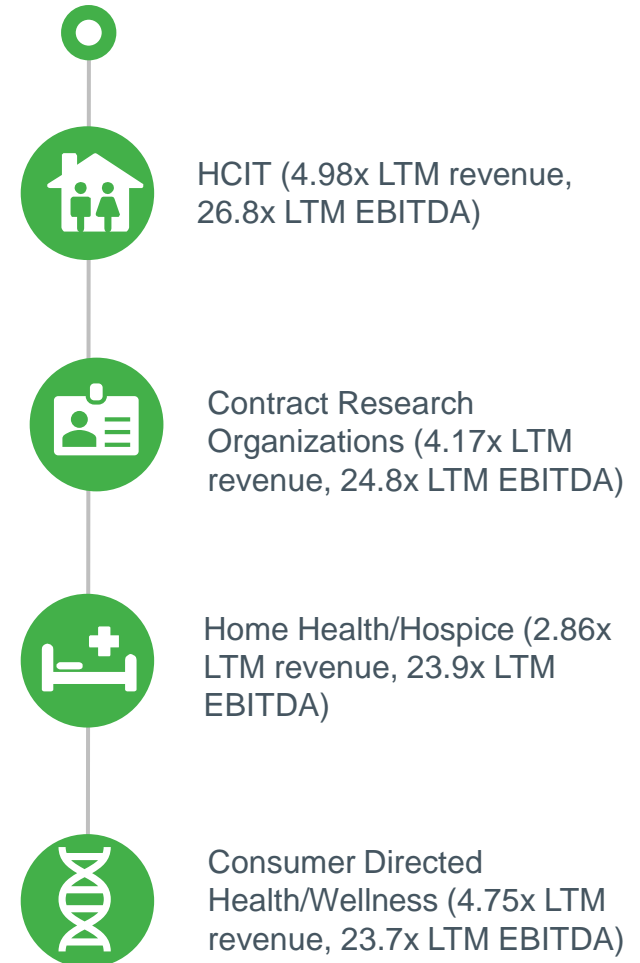 HCIT (4.98x LTM revenue,
26.8x LTM EBITDA)
Contract Research
Organizations (4.17x LTM
revenue, 24.8x LTM EBITDA)
Home Health/Hospice (2.86x
LTM revenue, 23.9x LTM
EBITDA)
Consumer Directed
Health/Wellness (4.75x LTM
revenue, 23.7x LTM EBITDA)